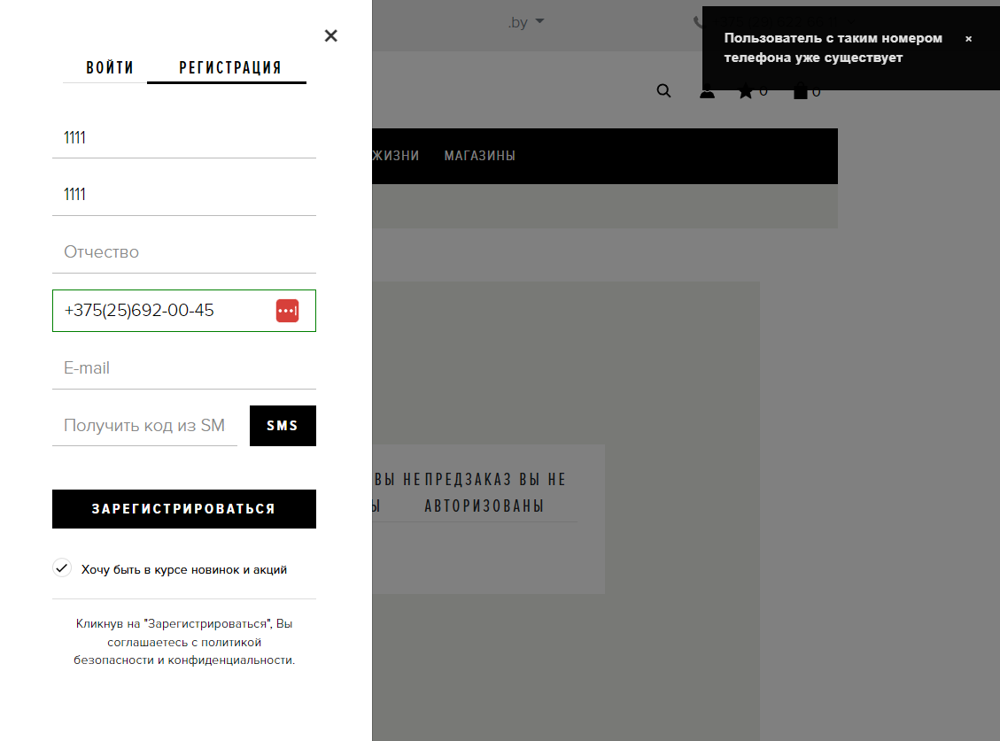 .by
Пользователь с таким номером
телефона уже существует
×
ВОЙТИ РЕГИСТРАЦИЯ
0 0
1111
ЖИЗНИ МАГАЗИНЫ
1111
Отчество
+375(25)692-00-45
E-mail
Получить код из SM
SMS
ВЫ НЕ ПРЕДЗАКАЗ ВЫ НЕ
АВТОРИЗОВАНЫ
ЗАРЕГИСТРИРОВАТЬСЯ
Хочу быть в курсе новинок и акций
Кликнув на "Зарегистрироваться", Вы
соглашаетесь с политикой
безопасности и конфиденциальности.